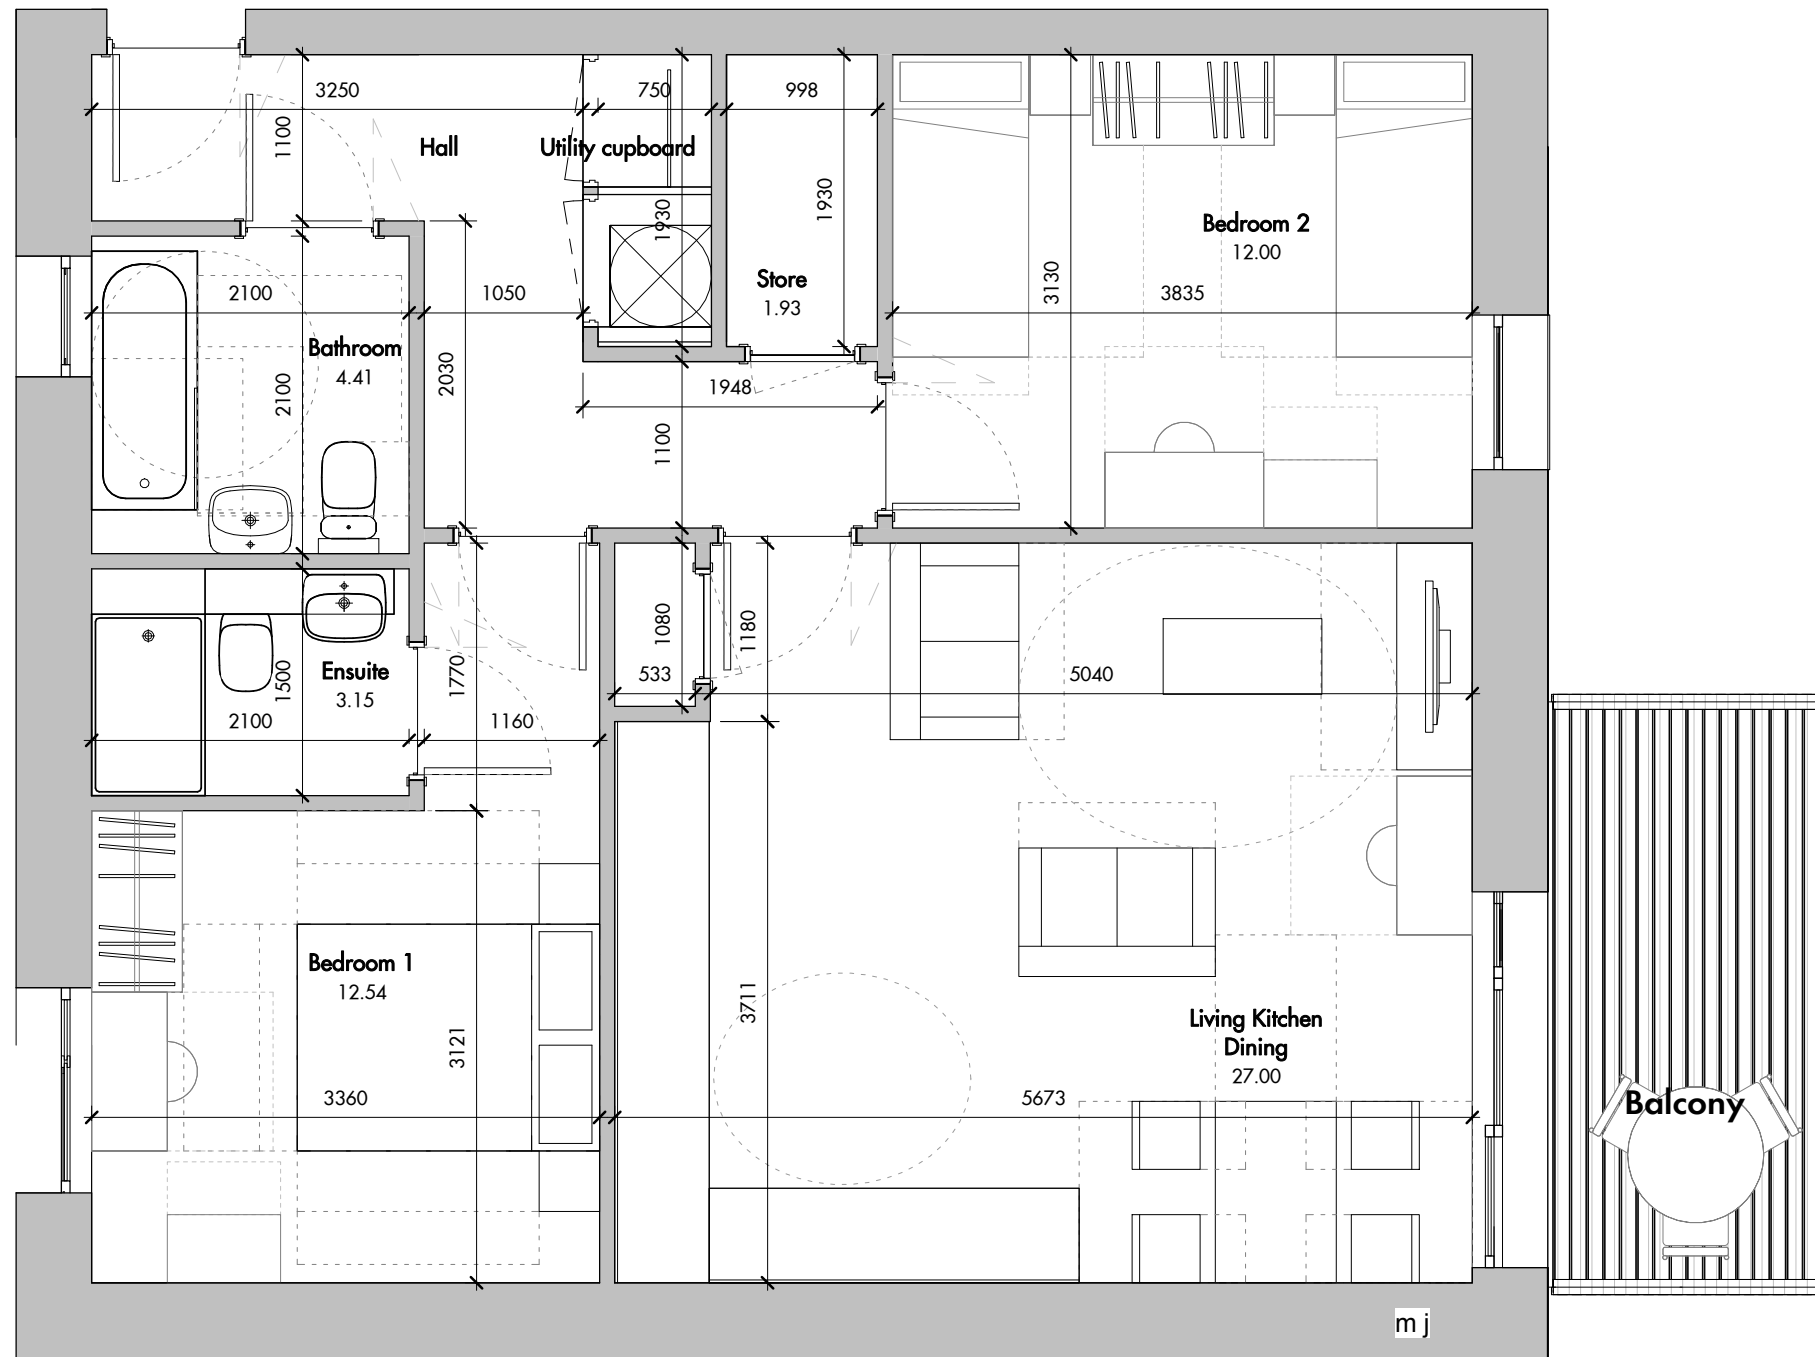 3250
750
998
1100
Hall
Utility cupboard
1930
1930
Bedroom 2
12.00
Store
1.93
3130
3835
2100
1050
Bathroom
4.41
2100
2030
1948
1100
1080
1180
533
5040
Ensuite
3.15
1500
1770
2100
1160
Bedroom 1
12.54
3121
3360
3711
Living Kitchen
Dining
27.00
5673
Balcony
m j